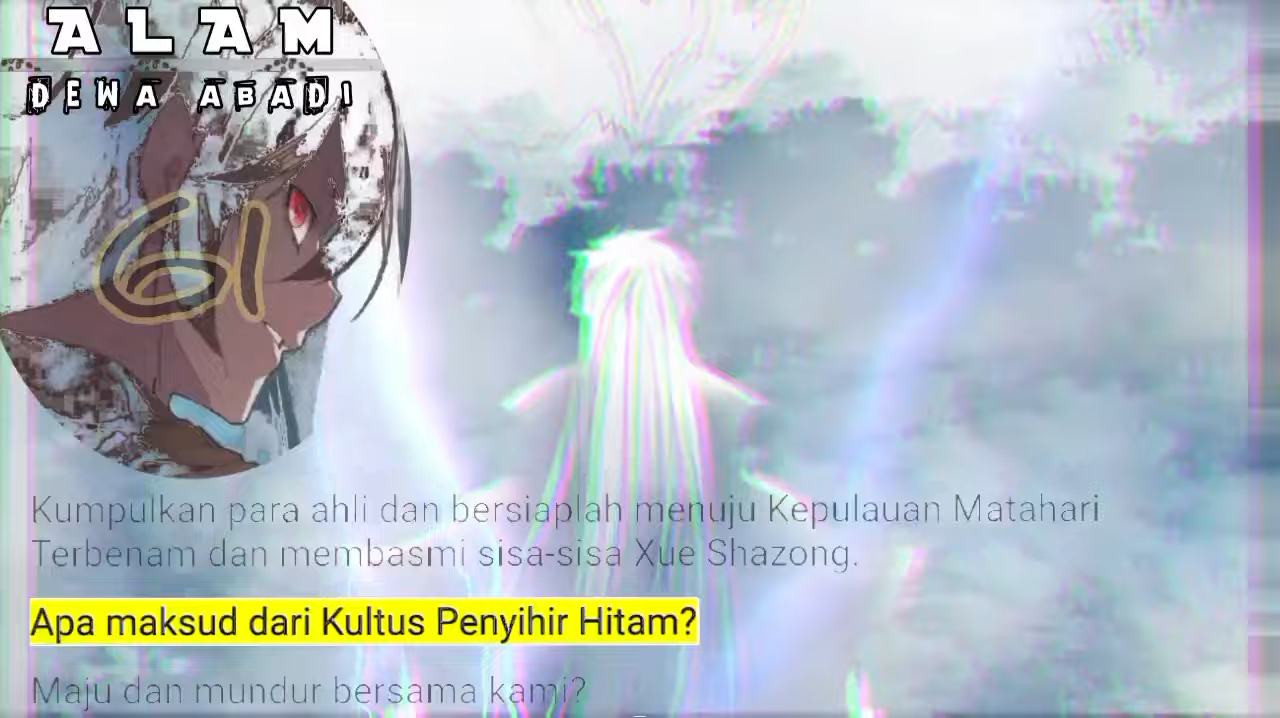 ALAM
DEWA ABADI
61
Kumpulkan para ahli dan bersiaplah menuju Kepulauan Matahari
Terbenam dan membasmi sisa-sisa Xue Shazong.
Apa maksud dari Kultus Penyihir Hitam?
Maju dan mundur bersama kami?